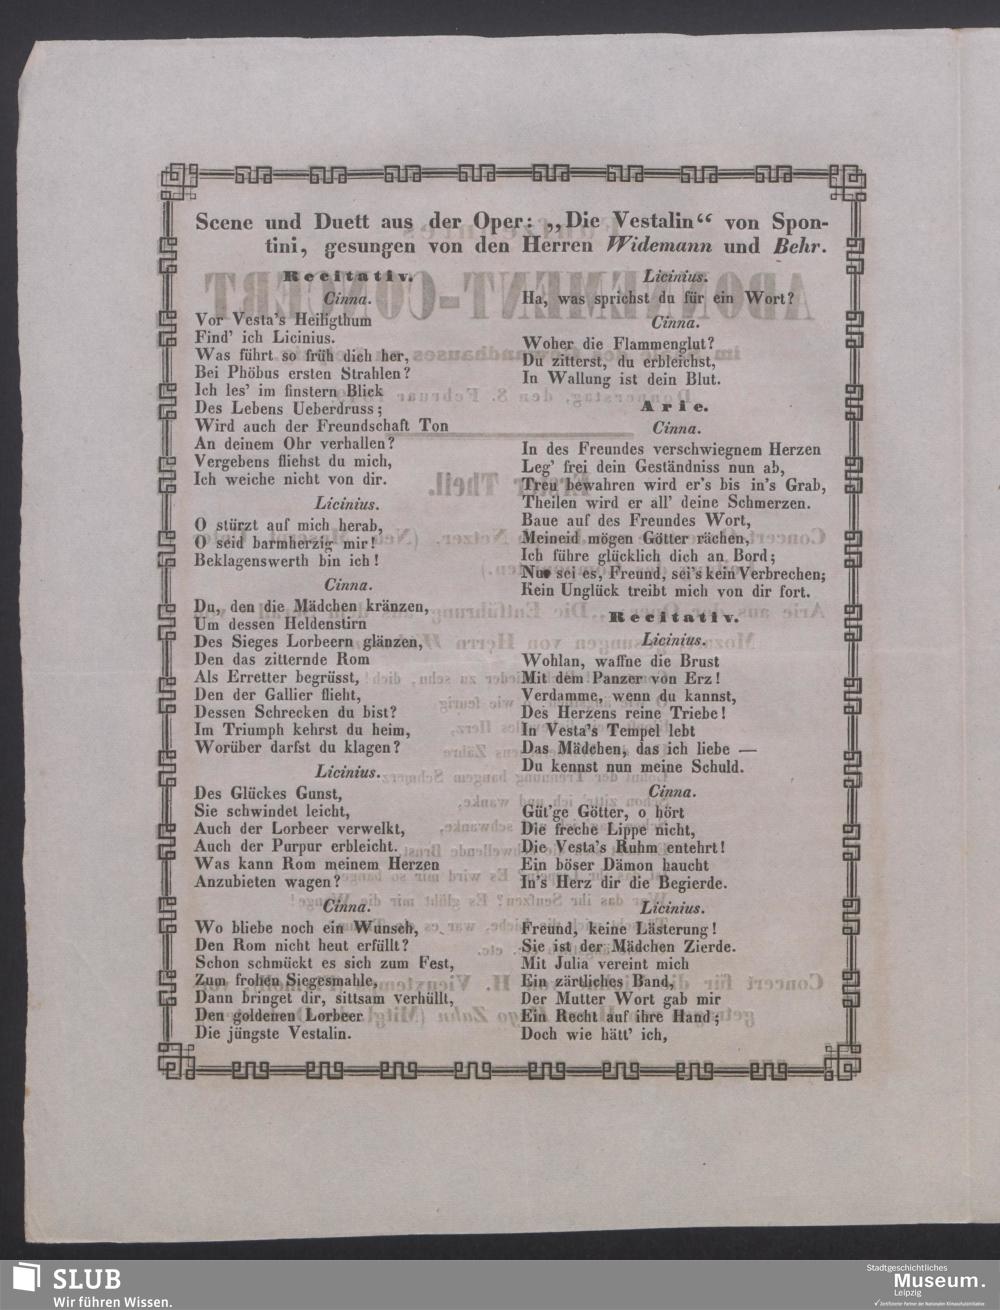 Scene und Duett aus der Oper: ,,Die Vestalin“ von Spon-
tini, gesungen von den Herren Widemann und Behr.
Recitativ.
Cinna.
Vor Vesta's Heiligthum
Find' ich Licinius.
Was führt so früh dich her,
Bei Phöbus ersten Strahlen?
Ich les' im finstern Blick
Des Lebens Ueberdruss;
Wird auch der Freundschaft Ton
An deinem Ohr verhallen?
Vergebens fliehst du mich,
Ich weiche nicht von dir.
Licinius.
O stürzt auf mich herab,
O seid barmherzig mir!
Beklagenswerth bin ich!
Cinna.
Du, den die Mädchen kränzen,
Um dessen Heldenstirn
Des Sieges Lorbeern glänzen,
Den das zitternde Rom
Als Erretter begrüsst,
Den der Gallier flieht,
Dessen Schrecken du bist?
Im Triumph kehrst du heim,
Worüber darfst du klagen?
Licinius.
Des Glückes Gunst,
Sie schwindet leicht,
Auch der Lorbeer verwelkt,
Auch der Purpur erbleicht.
Was kann Rom meinem Herzen
Anzubieten wagen?
Cinna.
Wo bliebe noch ein Wunsch,
Den Rom nicht heut erfüllt?
Schon schmückt es sich zum Fest,
Zum frohen Siegesmahle,
Dann bringet dir, sittsam verhüllt,
Den goldenen Lorbeer
Die jüngste Vestalin.
Licinius.
Ha, was sprichst du für ein Wort?
Cinna.
Woher die Flammenglut?
Du zitterst, du erbleichst,
In Wallung ist dein Blut.
Arie.
Cinna.
In des Freundes verschwiegnem Herzen
Leg' frei dein Geständniss nun ab,
Treu bewahren wird er's bis in's Grab,
Theilen wird er all' deine Schmerzen.
Baue auf des Freundes Wort,
Meineid mögen Götter rächen,
Ich führe glücklich dich an Bord;
Nur sei es, Freund, sei's kein Verbrechen;
Kein Unglück treibt mich von dir fort.
Recitativ.
Licinius.
Wohlan, waffne die Brust
Mit dem Panzer von Erz!
Verdamme, wenn du kannst,
Des Herzens reine Triebe!
In Vesta's Tempel lebt
Das Mädchen, das ich liebe —
Du kennst nun meine Schuld.
Cinna.
Güt'ge Götter, o hört
Die freche Lippe nicht,
Die Vesta's Ruhm entehrt!
Ein böser Dämon haucht
In's Herz dir die Begierde.
Licinius.
Freund, keine Lästerung!
Sie ist der Mädchen Zierde.
Mit Julia vereint mich
Ein zärtliches Band,
Der Mutter Wort gab mir
Ein Recht auf ihre Hand;
Doch wie hätt' ich,
SLUB
Wir führen Wissen.
Stadtgeschichtliches
Museum.
Leipzig